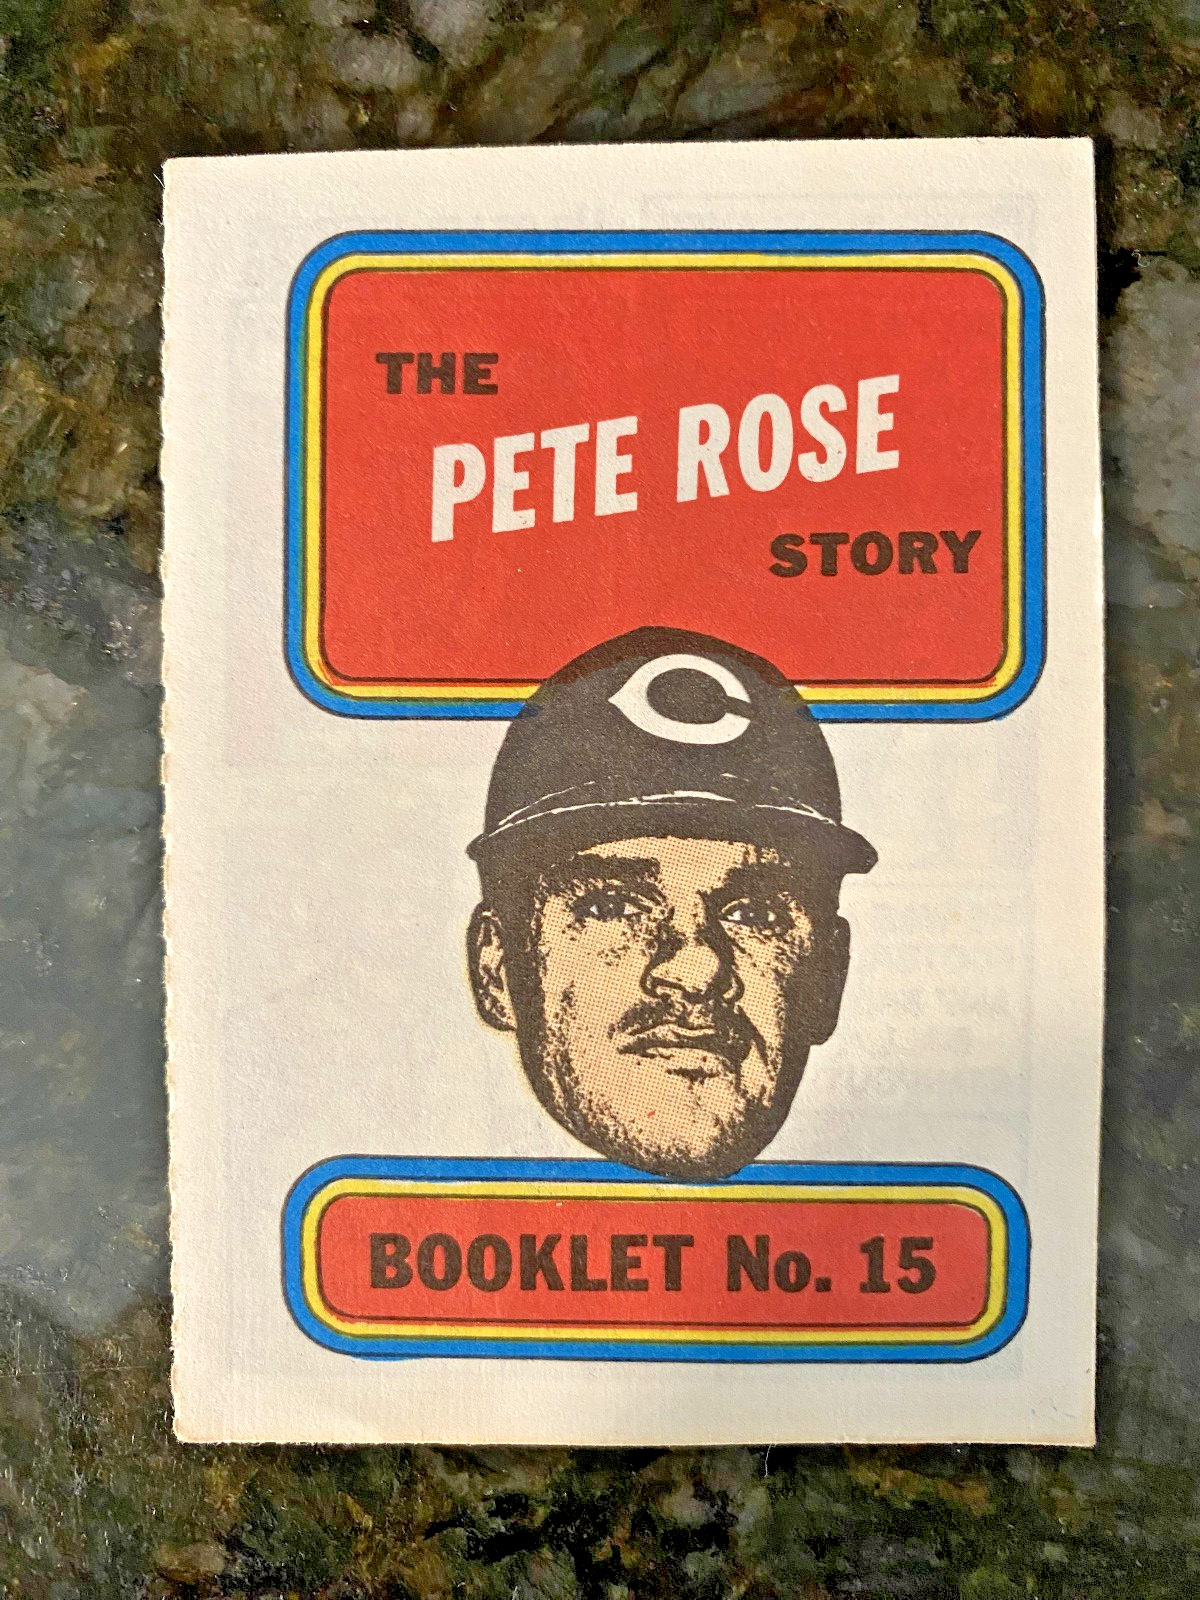 THE
PETE ROSE
STORY
C
BOOKLET No. 15